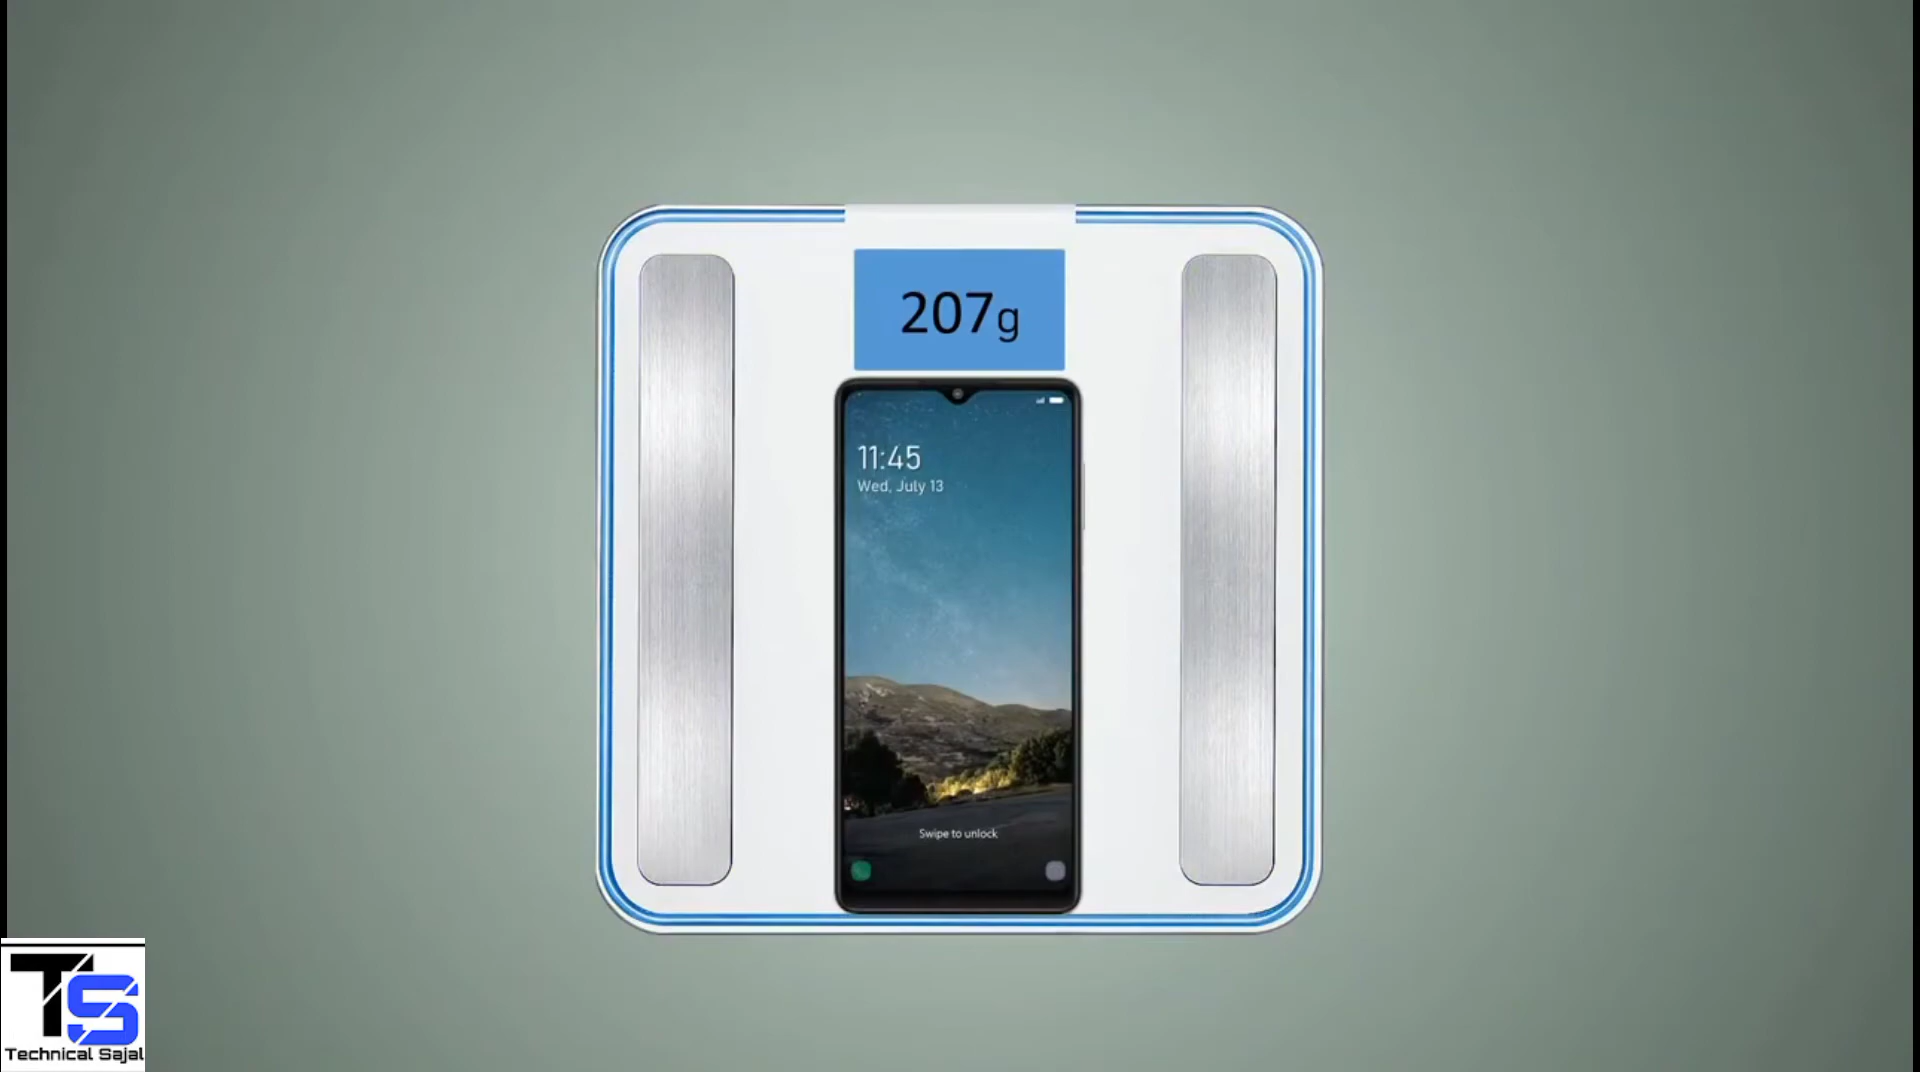 207g
11:45
Wed, July 13
Swipe to unlock
TS
Technical Sajal